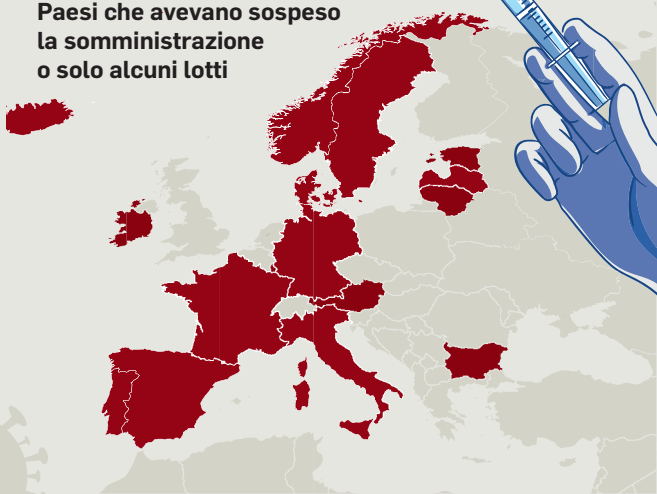 Paesi che avevano sospeso
la somministrazione
o solo alcuni lotti